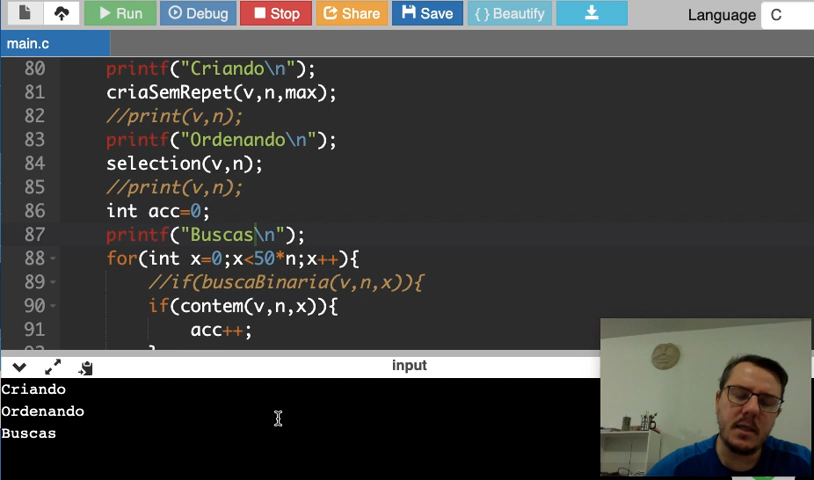 Run Debug Stop Share Save { } Beautify Language C
main.c
80 printf("Criando\n");
81 criaSemRepet(v,n,max);
82 //print(v,n);
83 printf("Ordenando\n");
84 selection(v,n);
85 //print(v,n);
86 int acc=0;
87 printf("Buscas\n");
88 for(int x=0;x<50*n;x++){
89 //if(buscaBinaria(v,n,x)){
90 if(contem(v,n,x)){
91 acc++;
input
Criando
Ordenando
Buscas